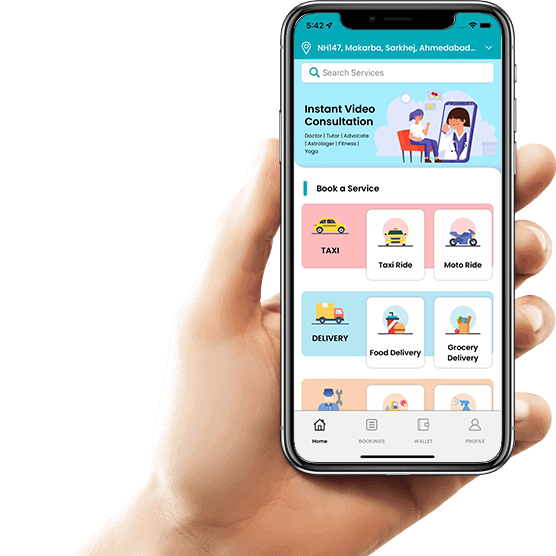 5:42
NH147, Makarba, Sarkhej, Ahmedabad...
Search Services
Instant Video
Consultation
Doctor | Tutor | Advocate
| Astrologer | Fitness |
Yoga
Book a Service
TAXI
Taxi Ride
Moto Ride
DELIVERY
Food Delivery
Grocery
Delivery
Home
BOOKINGS
WALLET
PROFILE